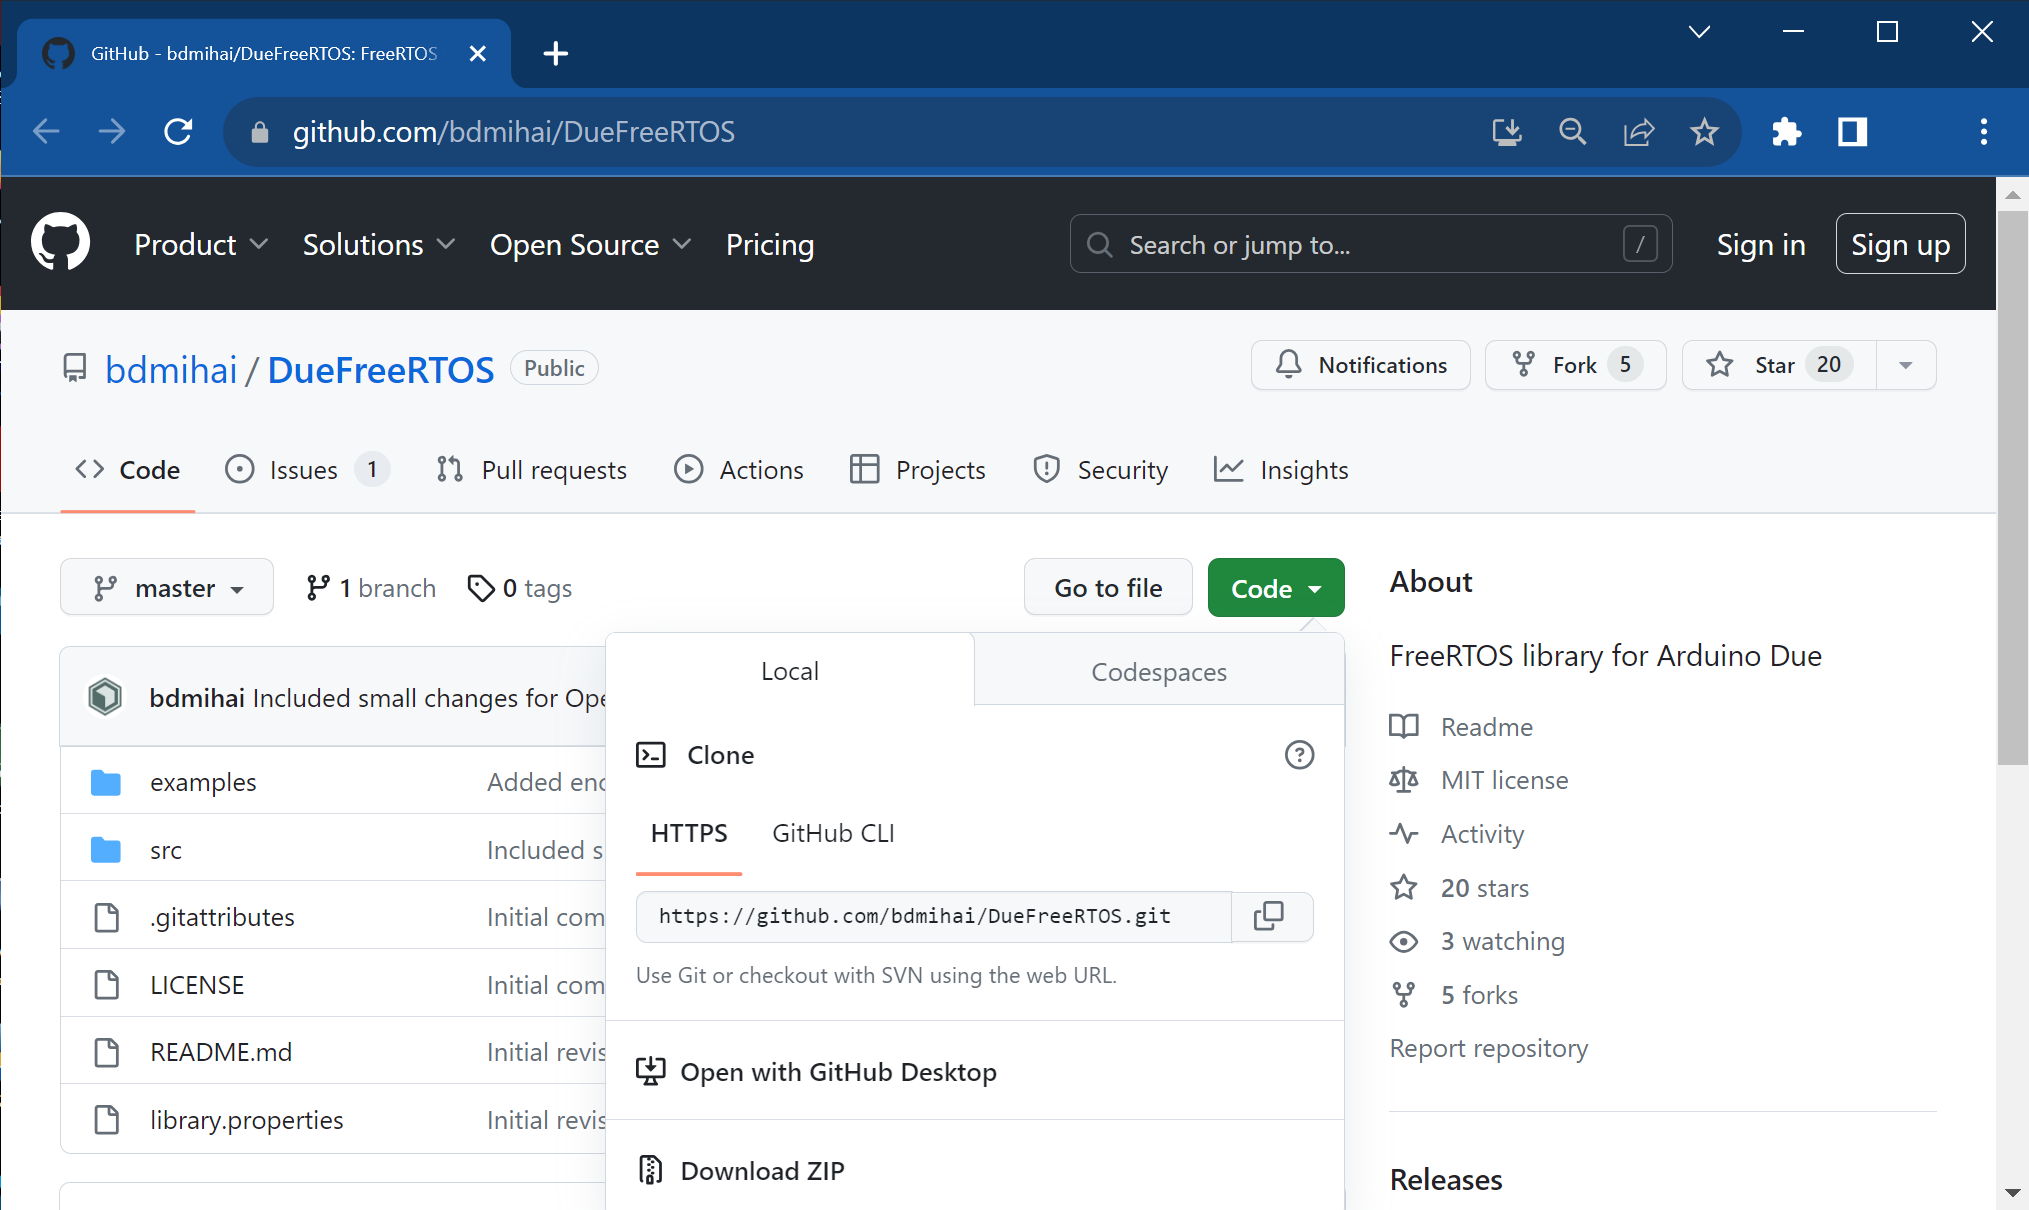 GitHub - bdmihai/DueFreeRTOS: FreeRTOS
github.com/bdmihai/DueFreeRTOS
Product Solutions Open Source Pricing Search or jump to... / Sign in Sign up
bdmihai / DueFreeRTOS Public Notifications Fork 5 Star 20
Code Issues 1 Pull requests Actions Projects Security Insights
master 1 branch 0 tags Go to file Code
bdmihai Included small changes for Ope
examples Added enc
src Included s
.gitattributes Initial com
LICENSE Initial com
README.md Initial revis
library.properties Initial revis
Local Codespaces
Clone
HTTPS GitHub CLI
https://github.com/bdmihai/DueFreeRTOS.git
Use Git or checkout with SVN using the web URL.
Open with GitHub Desktop
Download ZIP
About
FreeRTOS library for Arduino Due
Readme
MIT license
Activity
20 stars
3 watching
5 forks
Report repository
Releases